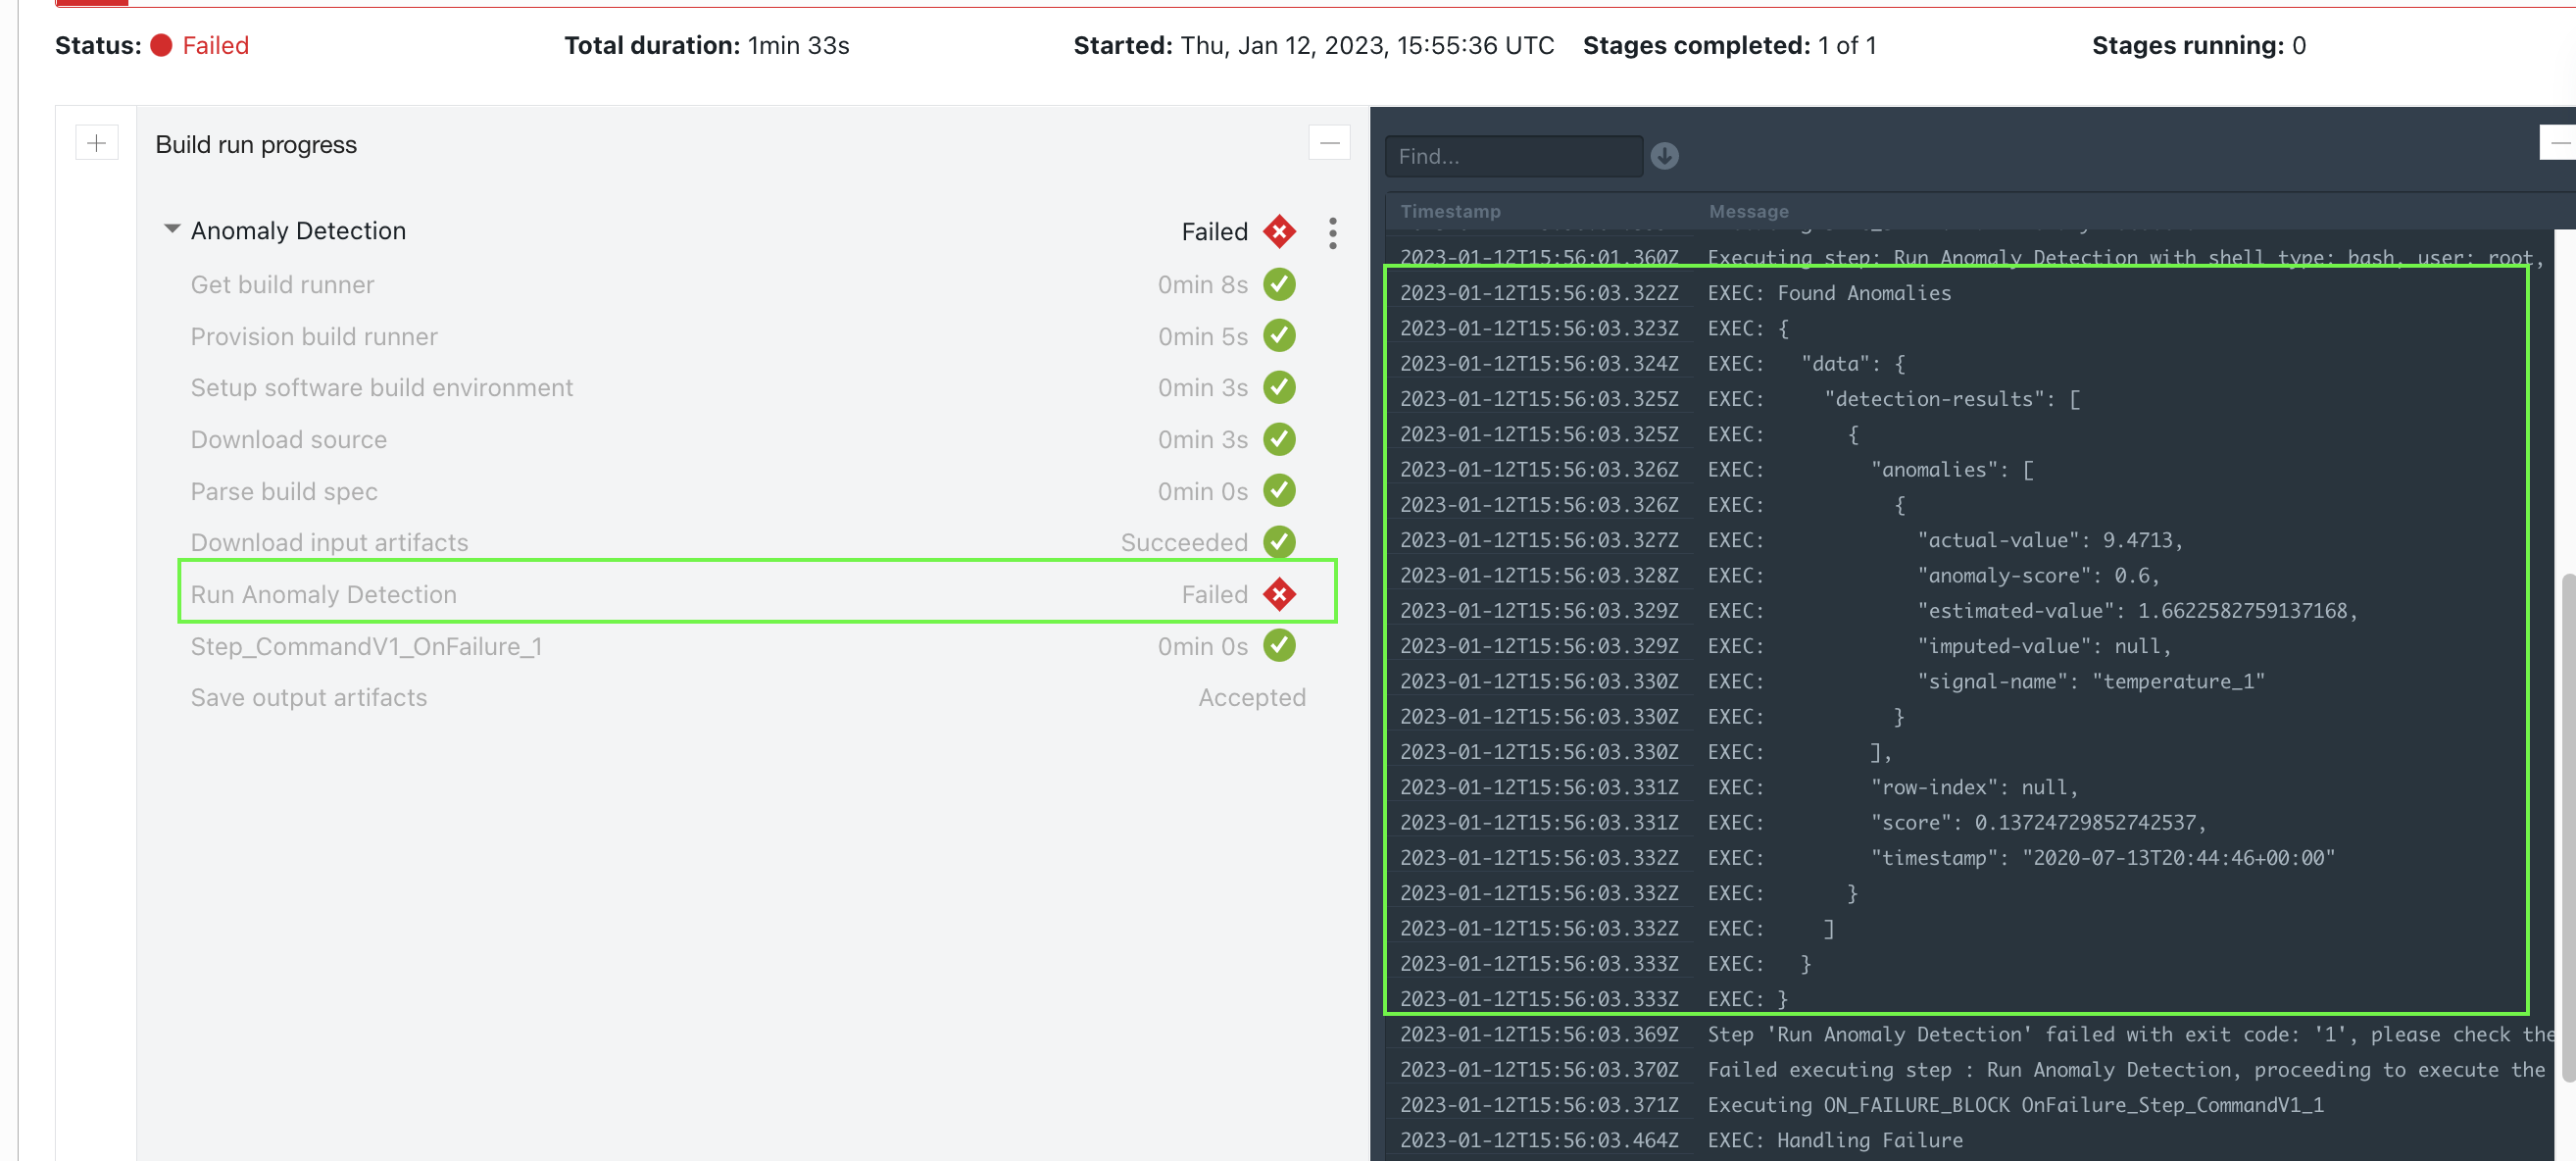 Status: Failed Total duration: 1min 33s Started: Thu, Jan 12, 2023, 15:55:36 UTC Stages completed: 1 of 1 Stages running: 0
Build run progress
Anomaly Detection Failed
Get build runner 0min 8s
Provision build runner 0min 5s
Setup software build environment 0min 3s
Download source 0min 3s
Parse build spec 0min 0s
Download input artifacts Succeeded
Run Anomaly Detection Failed
Step_CommandV1_OnFailure_1 0min 0s
Save output artifacts Accepted
Find...
Timestamp Message
2023-01-12T15:56:01.360Z Executing step: Run Anomaly Detection with shell type: bash, user: root,
2023-01-12T15:56:03.322Z EXEC: Found Anomalies
2023-01-12T15:56:03.323Z EXEC: {
2023-01-12T15:56:03.324Z EXEC: "data": {
2023-01-12T15:56:03.325Z EXEC: "detection-results": [
2023-01-12T15:56:03.325Z EXEC: {
2023-01-12T15:56:03.326Z EXEC: "anomalies": [
2023-01-12T15:56:03.326Z EXEC: {
2023-01-12T15:56:03.327Z EXEC: "actual-value": 9.4713,
2023-01-12T15:56:03.328Z EXEC: "anomaly-score": 0.6,
2023-01-12T15:56:03.329Z EXEC: "estimated-value": 1.6622582759137168,
2023-01-12T15:56:03.329Z EXEC: "imputed-value": null,
2023-01-12T15:56:03.330Z EXEC: "signal-name": "temperature_1"
2023-01-12T15:56:03.330Z EXEC: }
2023-01-12T15:56:03.330Z EXEC: ],
2023-01-12T15:56:03.331Z EXEC: "row-index": null,
2023-01-12T15:56:03.331Z EXEC: "score": 0.13724729852742537,
2023-01-12T15:56:03.332Z EXEC: "timestamp": "2020-07-13T20:44:46+00:00"
2023-01-12T15:56:03.332Z EXEC: }
2023-01-12T15:56:03.332Z EXEC: ]
2023-01-12T15:56:03.333Z EXEC: }
2023-01-12T15:56:03.333Z EXEC: }
2023-01-12T15:56:03.369Z Step 'Run Anomaly Detection' failed with exit code: '1', please check the
2023-01-12T15:56:03.370Z Failed executing step : Run Anomaly Detection, proceeding to execute the
2023-01-12T15:56:03.371Z Executing ON_FAILURE_BLOCK OnFailure_Step_CommandV1_1
2023-01-12T15:56:03.464Z EXEC: Handling Failure